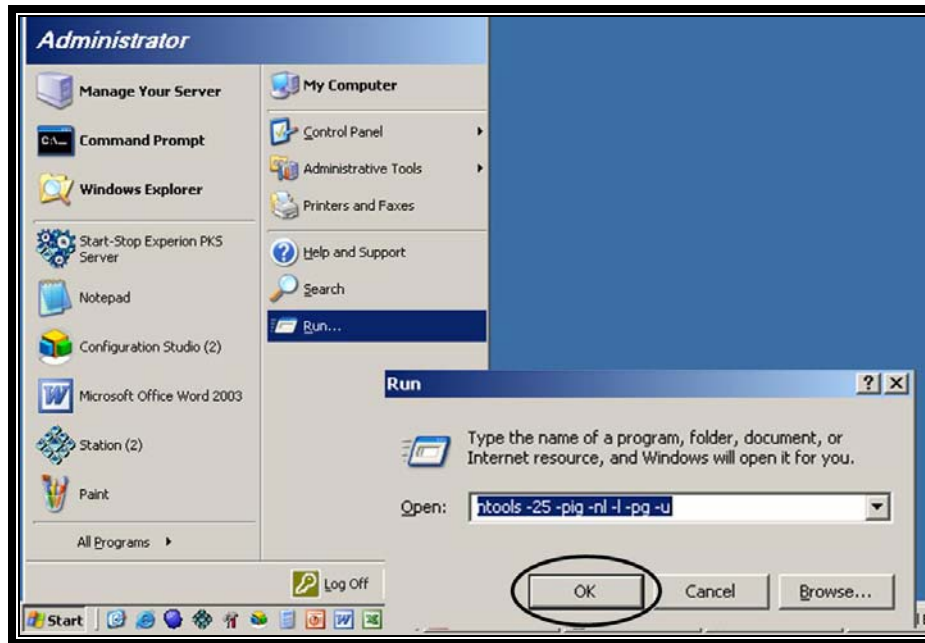 Administrator
Manage Your Server
Command Prompt
Windows Explorer
Start-Stop Experion PKS
Server
Notepad
Configuration Studio (2)
Microsoft Office Word 2003
Station (2)
Paint
All Programs
My Computer
Control Panel
Administrative Tools
Printers and Faxes
Help and Support
Search
Run...
Log Off
Start
Run
Type the name of a program, folder, document, or
Internet resource, and Windows will open it for you.
Open:
ntools -25 -pig -nl -l -pg -u
OK
Cancel
Browse...